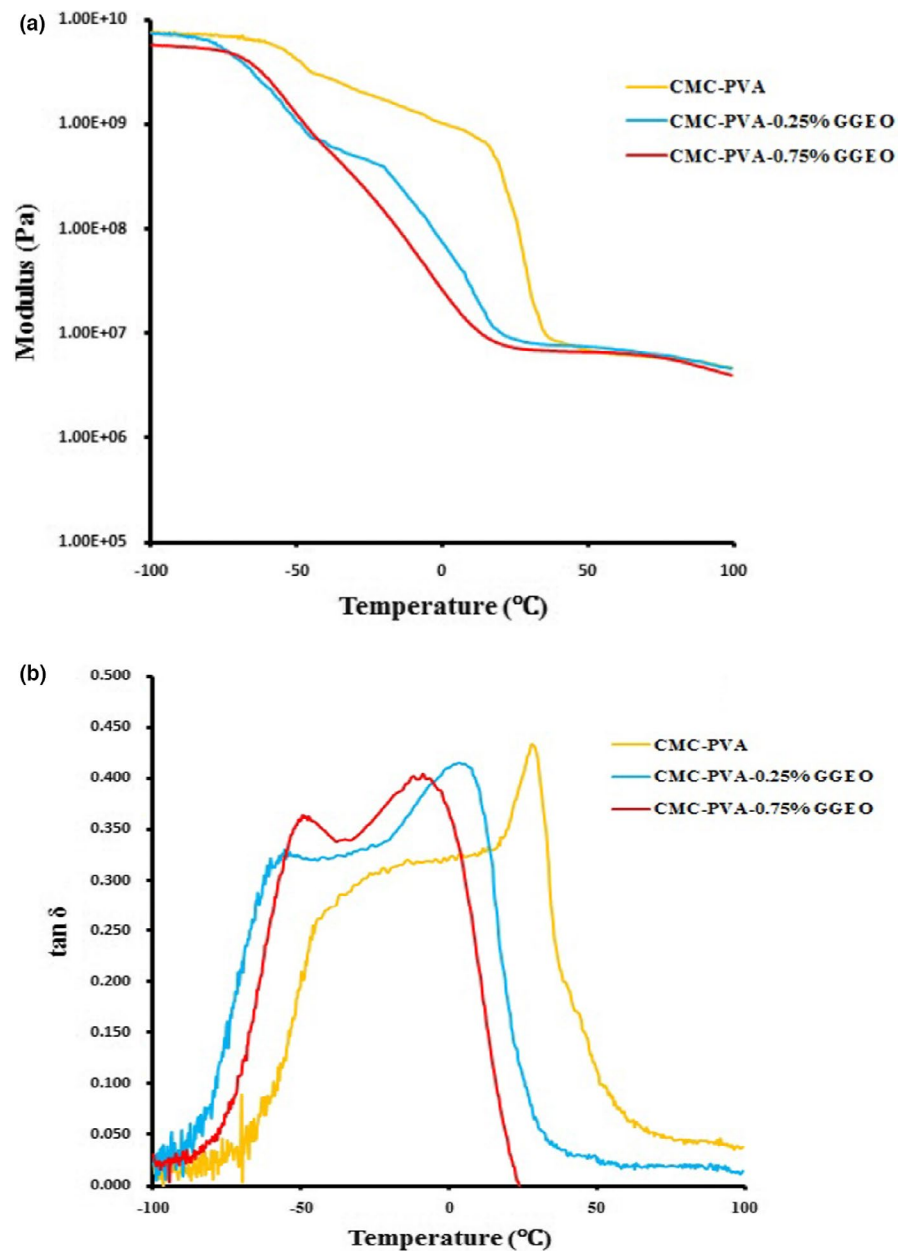 (a)
1.00E+10
1.00E+09
1.00E+08
1.00E+07
1.00E+06
1.00E+05
Modulus (Pa)
-100
-50
0
50
100
Temperature (°C)
CMC-PVA
CMC-PVA-0.25% GGEO
CMC-PVA-0.75% GGEO
(b)
0.500
0.450
0.400
0.350
0.300
0.250
0.200
0.150
0.100
0.050
0.000
tan δ
-100
-50
0
50
100
Temperature (°C)
CMC-PVA
CMC-PVA-0.25% GGEO
CMC-PVA-0.75% GGEO